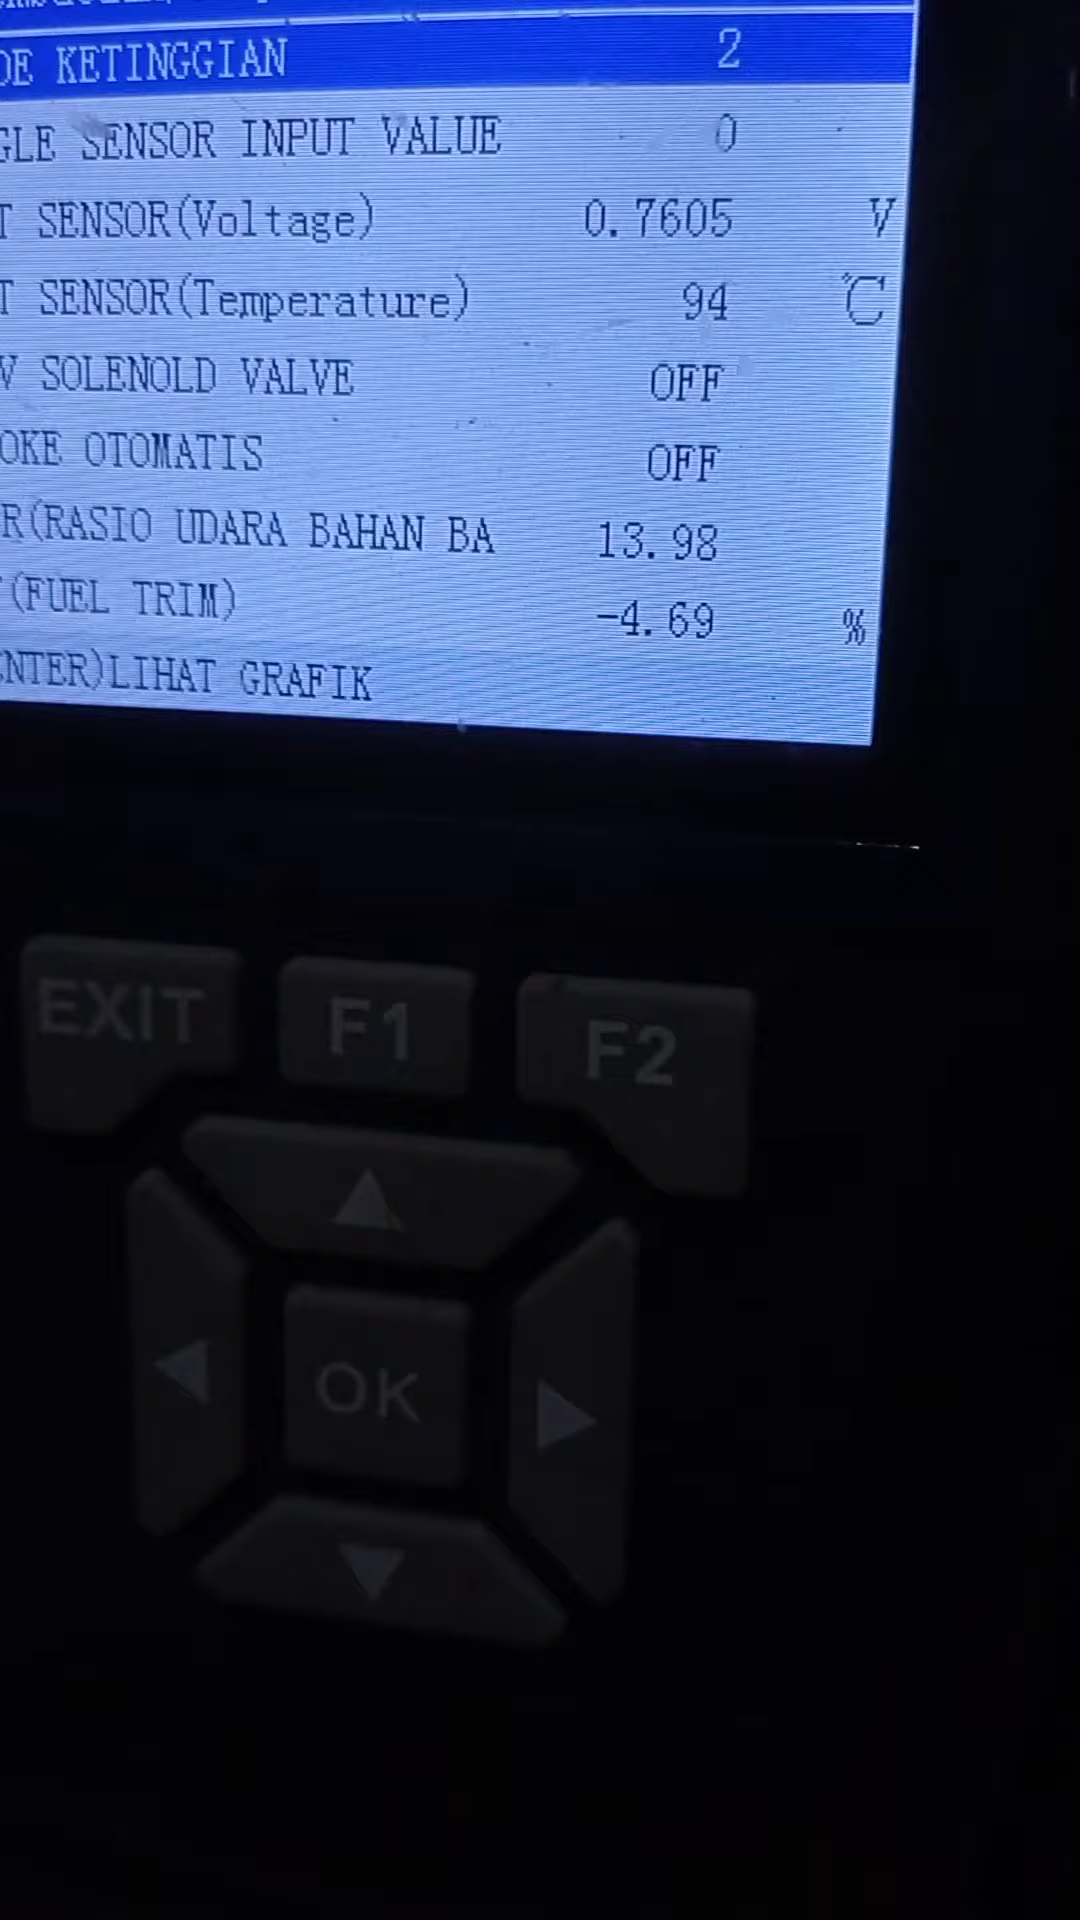 DE KETINGGIAN 2
GLE SENSOR INPUT VALUE 0
T SENSOR(Voltage) 0.7605 V
T SENSOR(Temperature) 94 ℃
V SOLENOLD VALVE OFF
OKE OTOMATIS OFF
R(RASIO UDARA BAHAN BA 13.98
(FUEL TRIM) -4.69 %
ENTER)LIHAT GRAFIK
EXIT F1 F2
OK